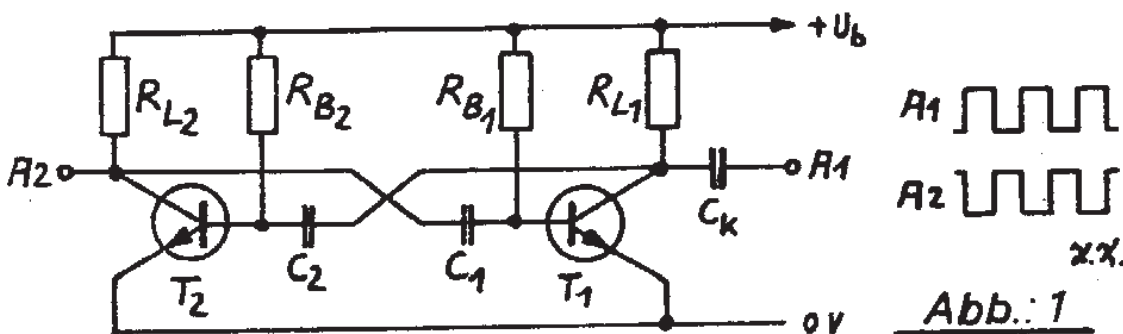 +U_b
R_L2
R_B2
R_B1
R_L1
A1
A2
A1
C_K
A2
T_2
C_2
C_1
T_1
x.x.
0V
Abb.: 1